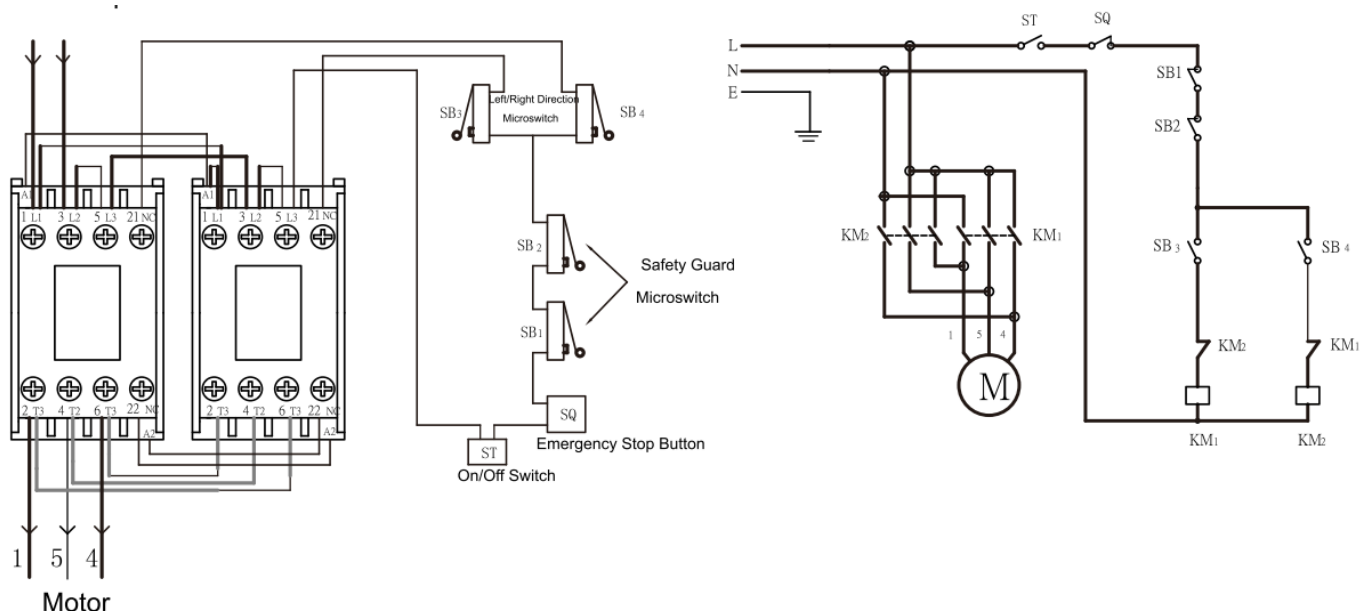 ST SQ
L
N
E
SB1
SB2
KM2 KM1
SB 3 SB 4
1 5 4
M
KM2 KM1
KM1 KM2
SB3 Left/Right Direction SB 4
Microswitch
A1 A1
1 L1 3 L2 5 L3 21 NC 1 L1 3 L2 5 L3 21 NC
SB 2
Safety Guard
Microswitch
SB1
2 T3 4 T2 6 T3 22 NC 2 T3 4 T2 6 T3 22 NC
A2 A2
SQ
Emergency Stop Button
ST
On/Off Switch
1 5 4
Motor